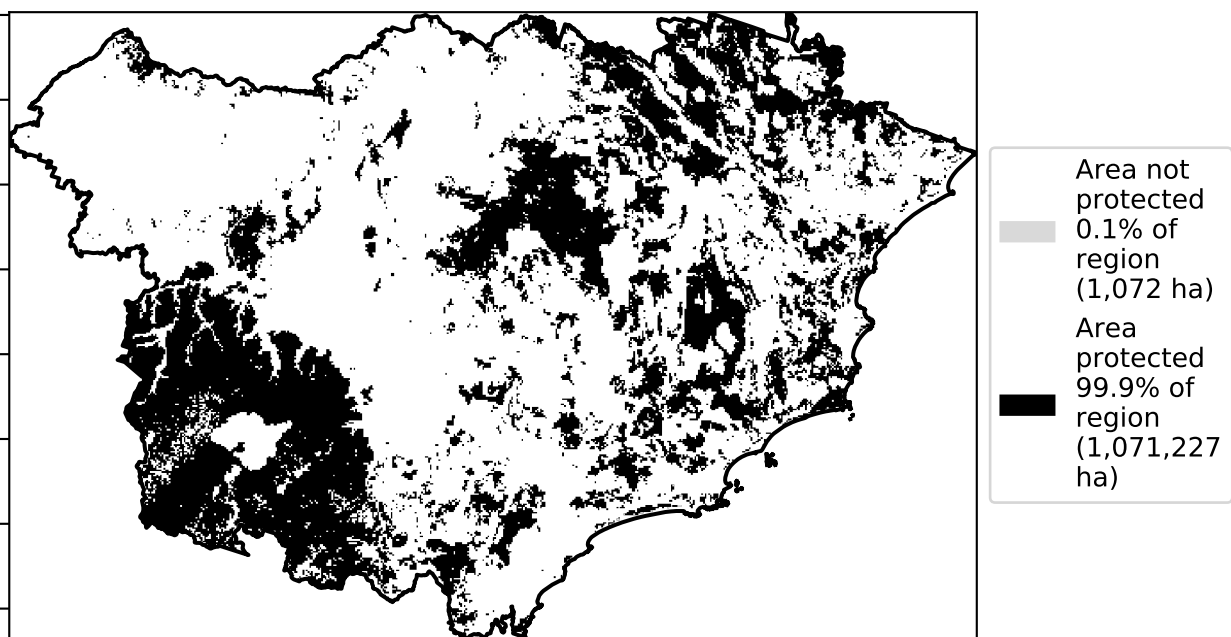 Area not
protected
0.1% of
region
(1,072 ha)
Area
protected
99.9% of
region
(1,071,227
ha)